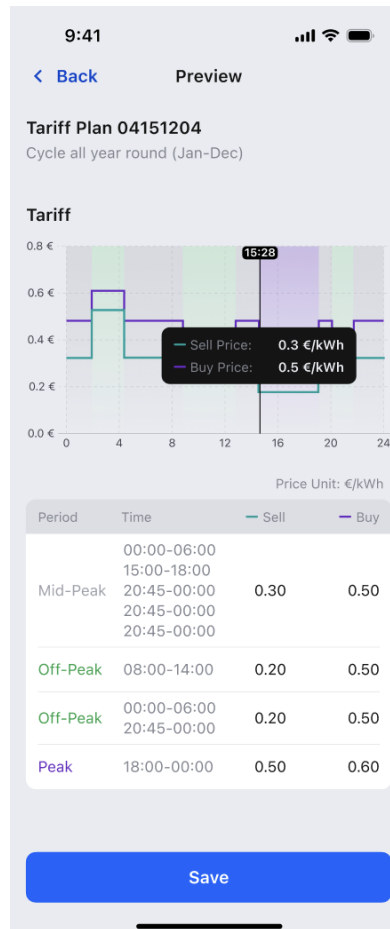 9:41
Back
Preview
Tariff Plan 04151204
Cycle all year round (Jan-Dec)
Tariff
0.8 €
15:28
0.6 €
0.4 €
Sell Price: 0.3 €/kWh
Buy Price: 0.5 €/kWh
0.2 €
0.0 €
0 4 8 12 16 20 24
Price Unit: €/kWh
Period Time Sell Buy
00:00-06:00
15:00-18:00
Mid-Peak 20:45-00:00 0.30 0.50
20:45-00:00
20:45-00:00
Off-Peak 08:00-14:00 0.20 0.50
00:00-06:00
Off-Peak 0.20 0.50
20:45-00:00
Peak 18:00-00:00 0.50 0.60
Save